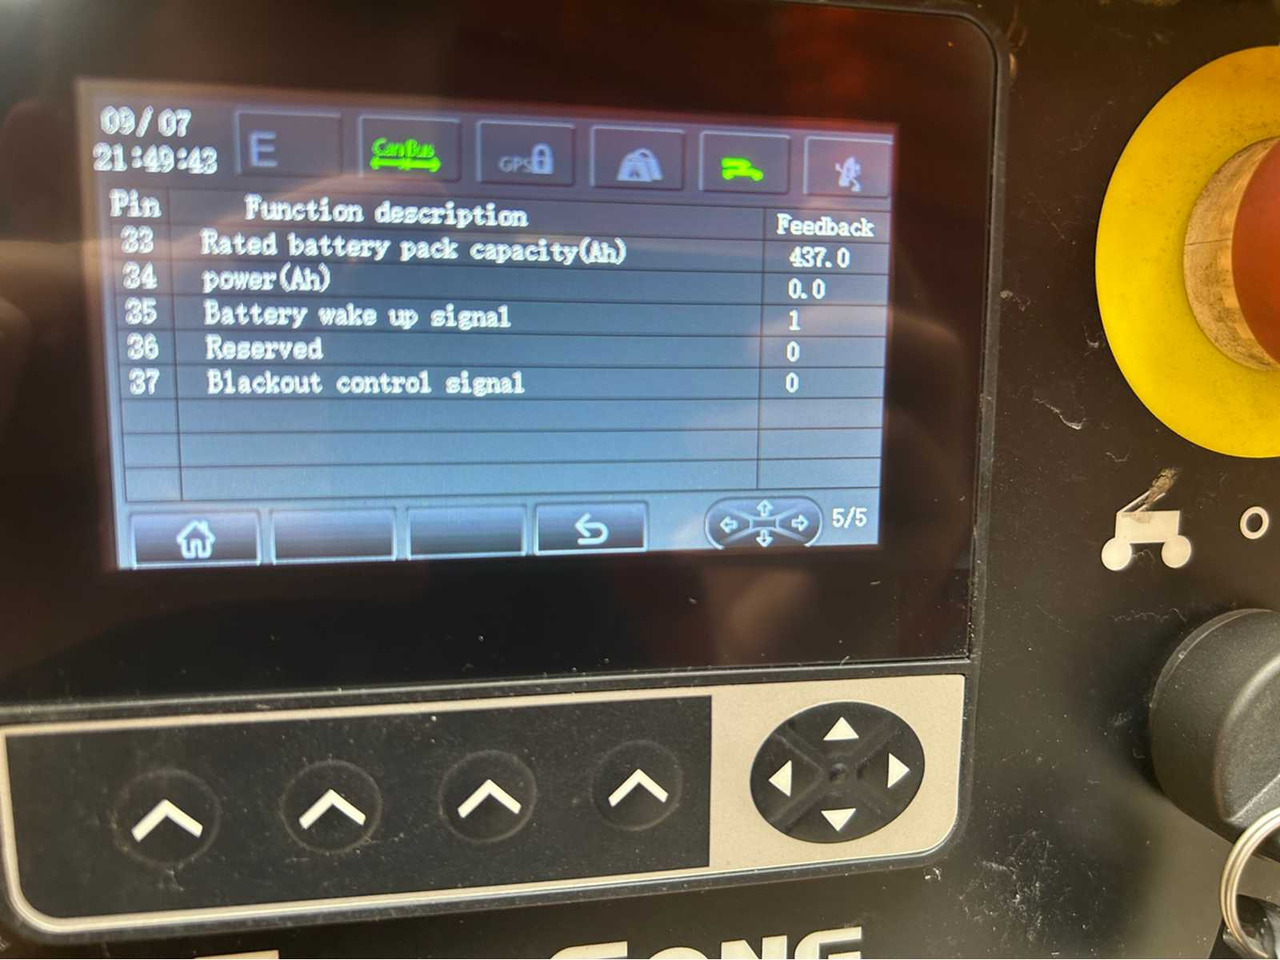 09/07
21:49:43
E
CanBus
GPS
Pin Function description Feedback
33 Rated battery pack capacity(Ah) 437.0
34 power(Ah) 0.0
35 Battery wake up signal 1
36 Reserved 0
37 Blackout control signal 0
5/5